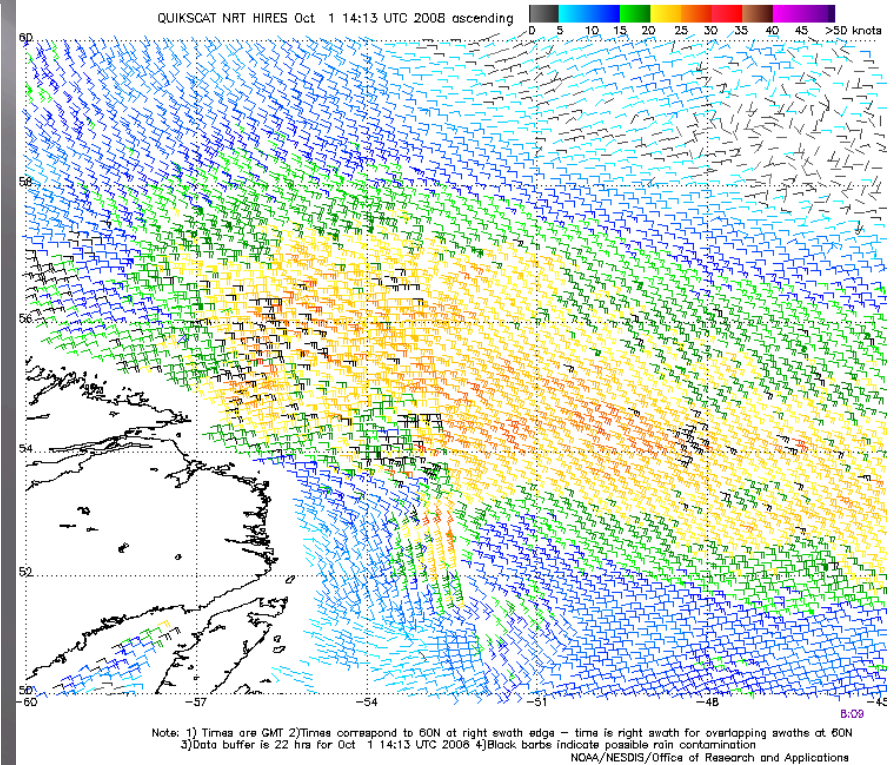 QUIKSCAT NRT HIRES Oct 1 14:13 UTC 2008 ascending
0 5 10 15 20 25 30 35 40 45 >50 knots
60
58
56
54
52
50
-60 -57 -54 -51 -48 -45
8:09
Note: 1) Times are GMT 2)Times correspond to 60N at right swath edge - time is right swath for overlapping swaths at 60N
3)Data buffer is 22 hrs for Oct 1 14:13 UTC 2008 4)Black barbs indicate possible rain contamination
NOAA/NESDIS/Office of Research and Applications